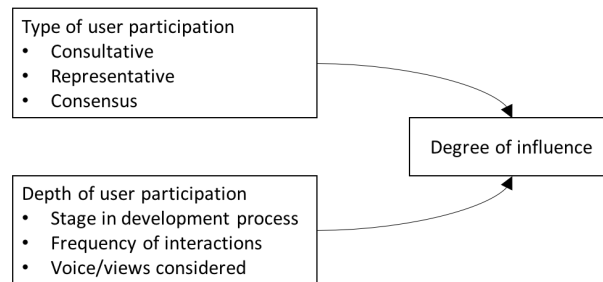 Type of user participation
• Consultative
• Representative
• Consensus
Degree of influence
Depth of user participation
• Stage in development process
• Frequency of interactions
• Voice/views considered